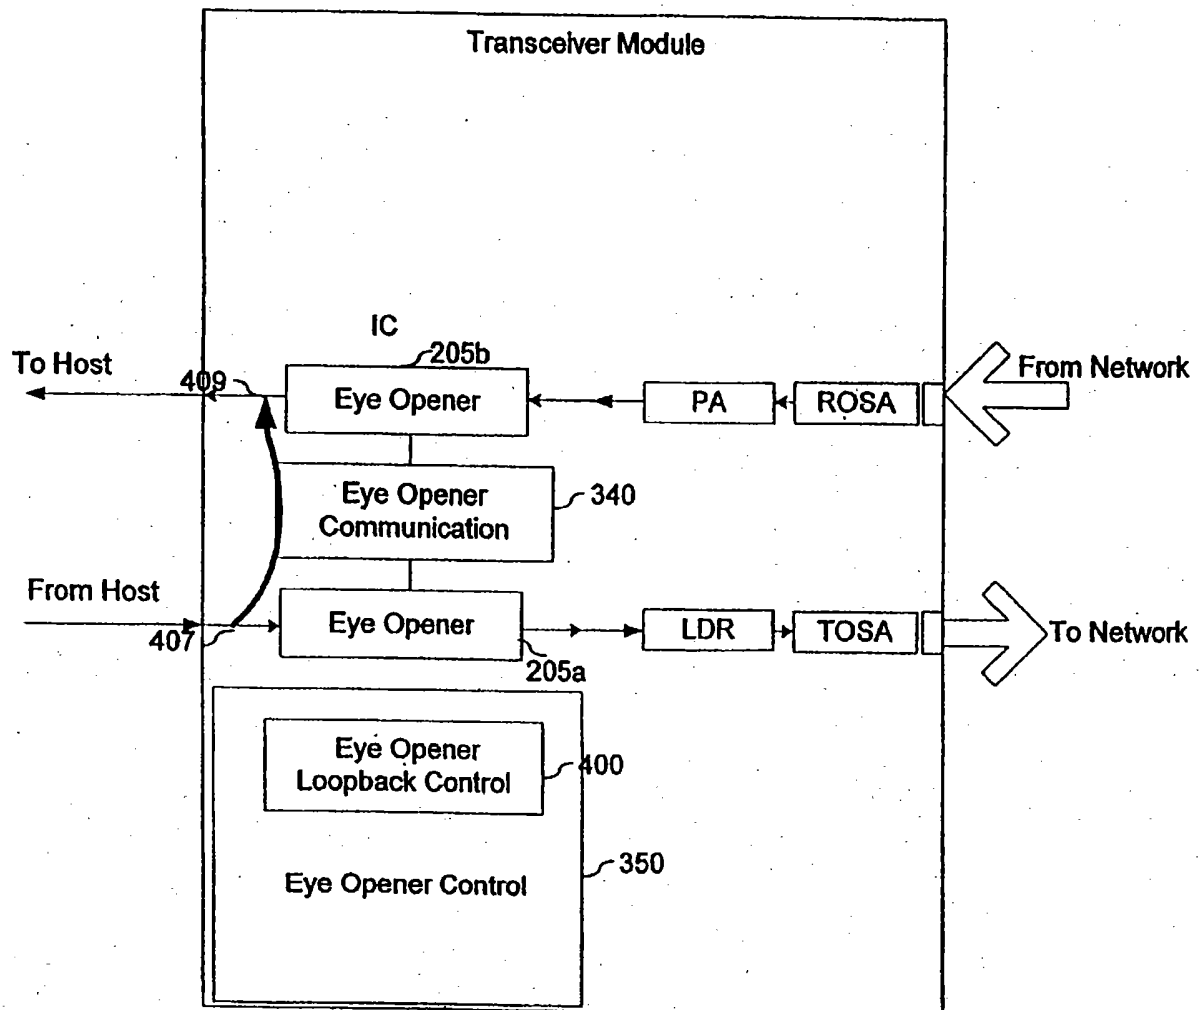 Transceiver Module
IC
To Host
409
205b
Eye Opener
PA
ROSA
From Network
Eye Opener
Communication
340
From Host
407
Eye Opener
205a
LDR
TOSA
To Network
Eye Opener
Loopback Control
400
Eye Opener Control
350